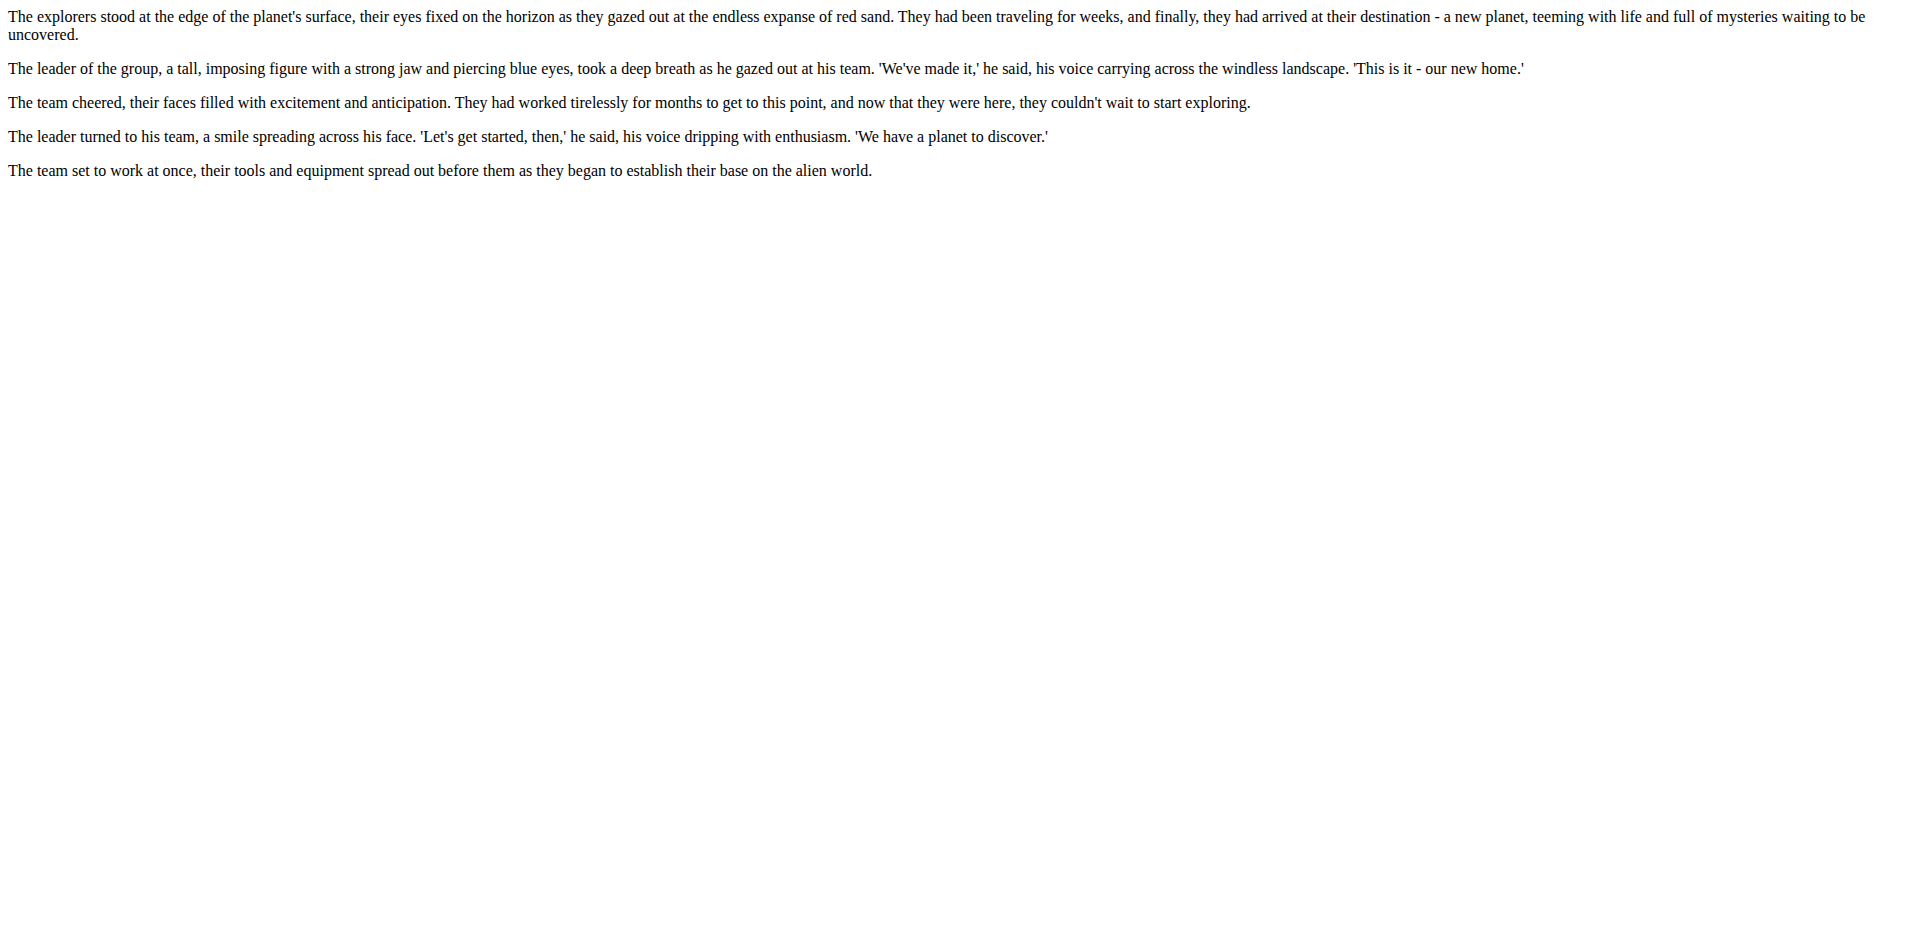 The explorers stood at the edge of the planet's surface, their eyes fixed on the horizon as they gazed out at the endless expanse of red sand. They had been traveling for weeks, and finally, they had arrived at their destination - a new planet, teeming with life and full of mysteries waiting to be
uncovered.
The leader of the group, a tall, imposing figure with a strong jaw and piercing blue eyes, took a deep breath as he gazed out at his team. 'We've made it,' he said, his voice carrying across the windless landscape. 'This is it - our new home.'
The team cheered, their faces filled with excitement and anticipation. They had worked tirelessly for months to get to this point, and now that they were here, they couldn't wait to start exploring.
The leader turned to his team, a smile spreading across his face. 'Let's get started, then,' he said, his voice dripping with enthusiasm. 'We have a planet to discover.'
The team set to work at once, their tools and equipment spread out before them as they began to establish their base on the alien world.